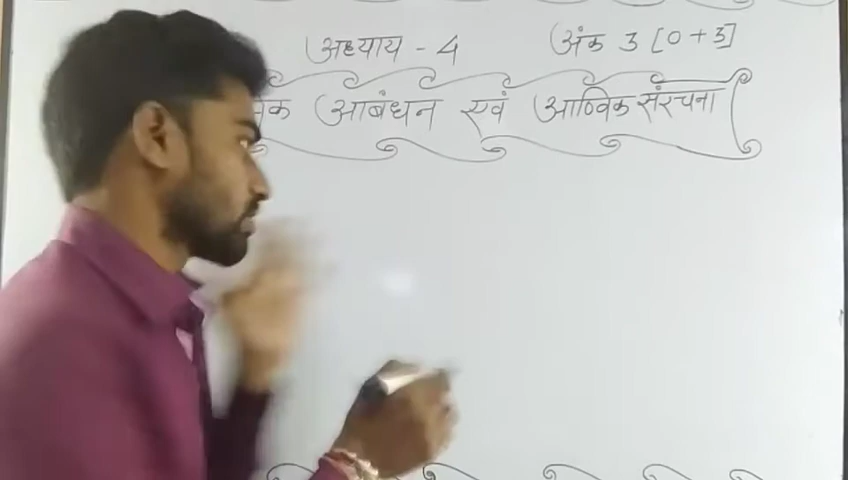 अध्याय - 4 अंक 3 [0+3]
आबंधन एवं आण्विक संरचना